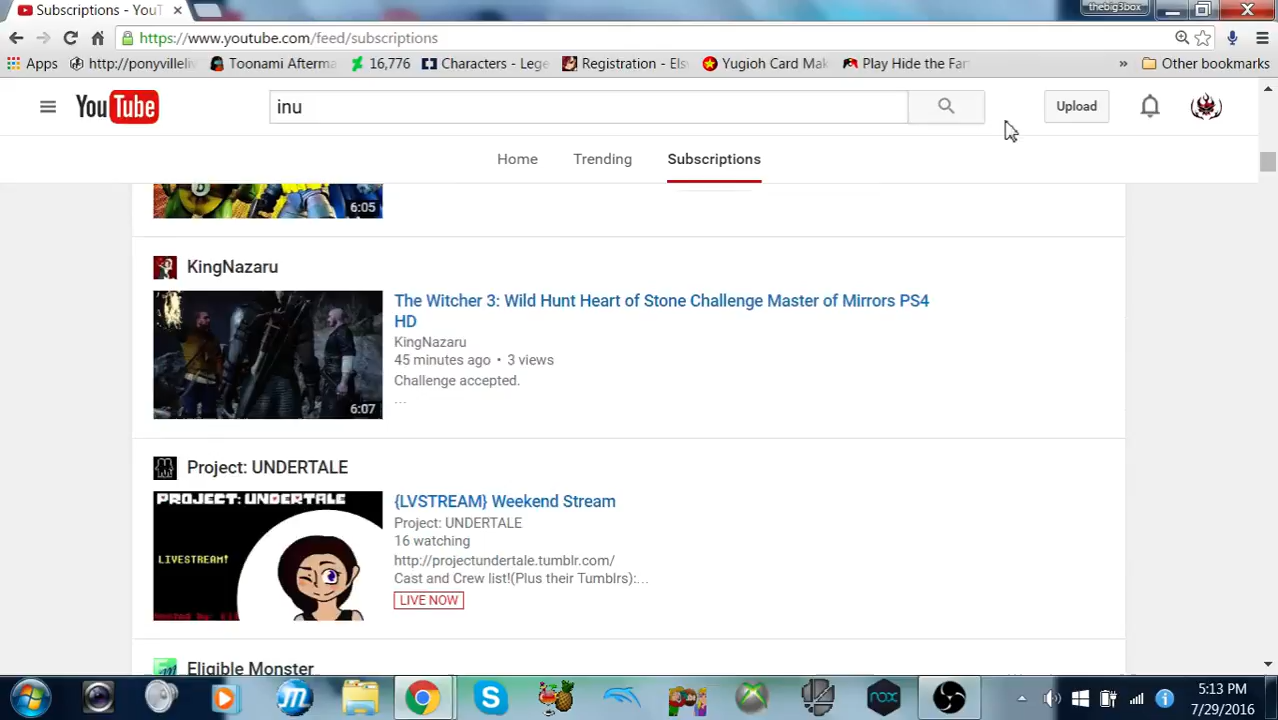 Subscriptions - YouT
thebig3box
https://www.youtube.com/feed/subscriptions
Apps http://ponyvilleli Toonami Afterma 16,776 Characters - Lege Registration - Els Yugioh Card Mak Play Hide the Fan » Other bookmarks
YouTube inu Upload
Home Trending Subscriptions
6:05
KingNazaru
The Witcher 3: Wild Hunt Heart of Stone Challenge Master of Mirrors PS4
HD
KingNazaru
45 minutes ago • 3 views
Challenge accepted.
...
6:07
Project: UNDERTALE
PROJECT: UNDERTALE
LIVESTREAM!
{LVSTREAM} Weekend Stream
Project: UNDERTALE
16 watching
http://projectundertale.tumblr.com/
Cast and Crew list!(Plus their Tumblrs):...
LIVE NOW
Eligible Monster
nox
5:13 PM
7/29/2016